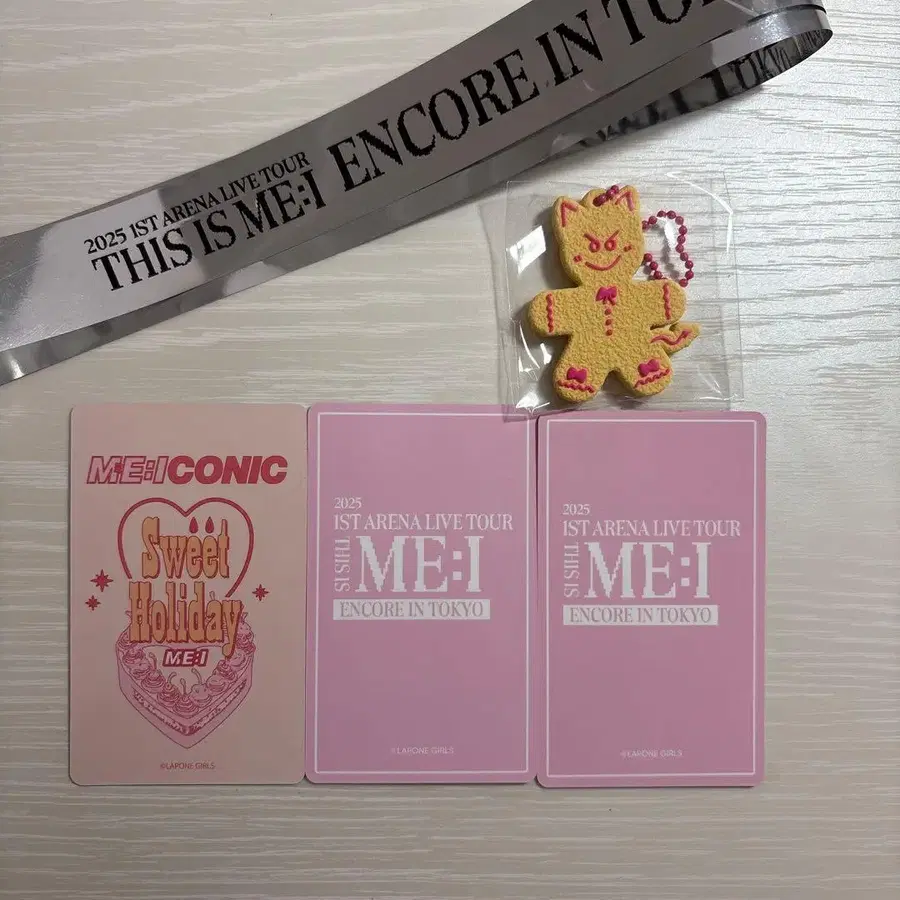 2025 1ST ARENA LIVE TOUR
THIS IS ME:I ENCORE IN TO
TOKYO
ME:ICONIC
Sweet
Holiday
ME:I
©LAPONE GIRLS
2025
1ST ARENA LIVE TOUR
THIS IS
ME:I
ENCORE IN TOKYO
©LAPONE GIRLS
2025
1ST ARENA LIVE TOUR
THIS IS
ME:I
ENCORE IN TOKYO
©LAPONE GIRLS